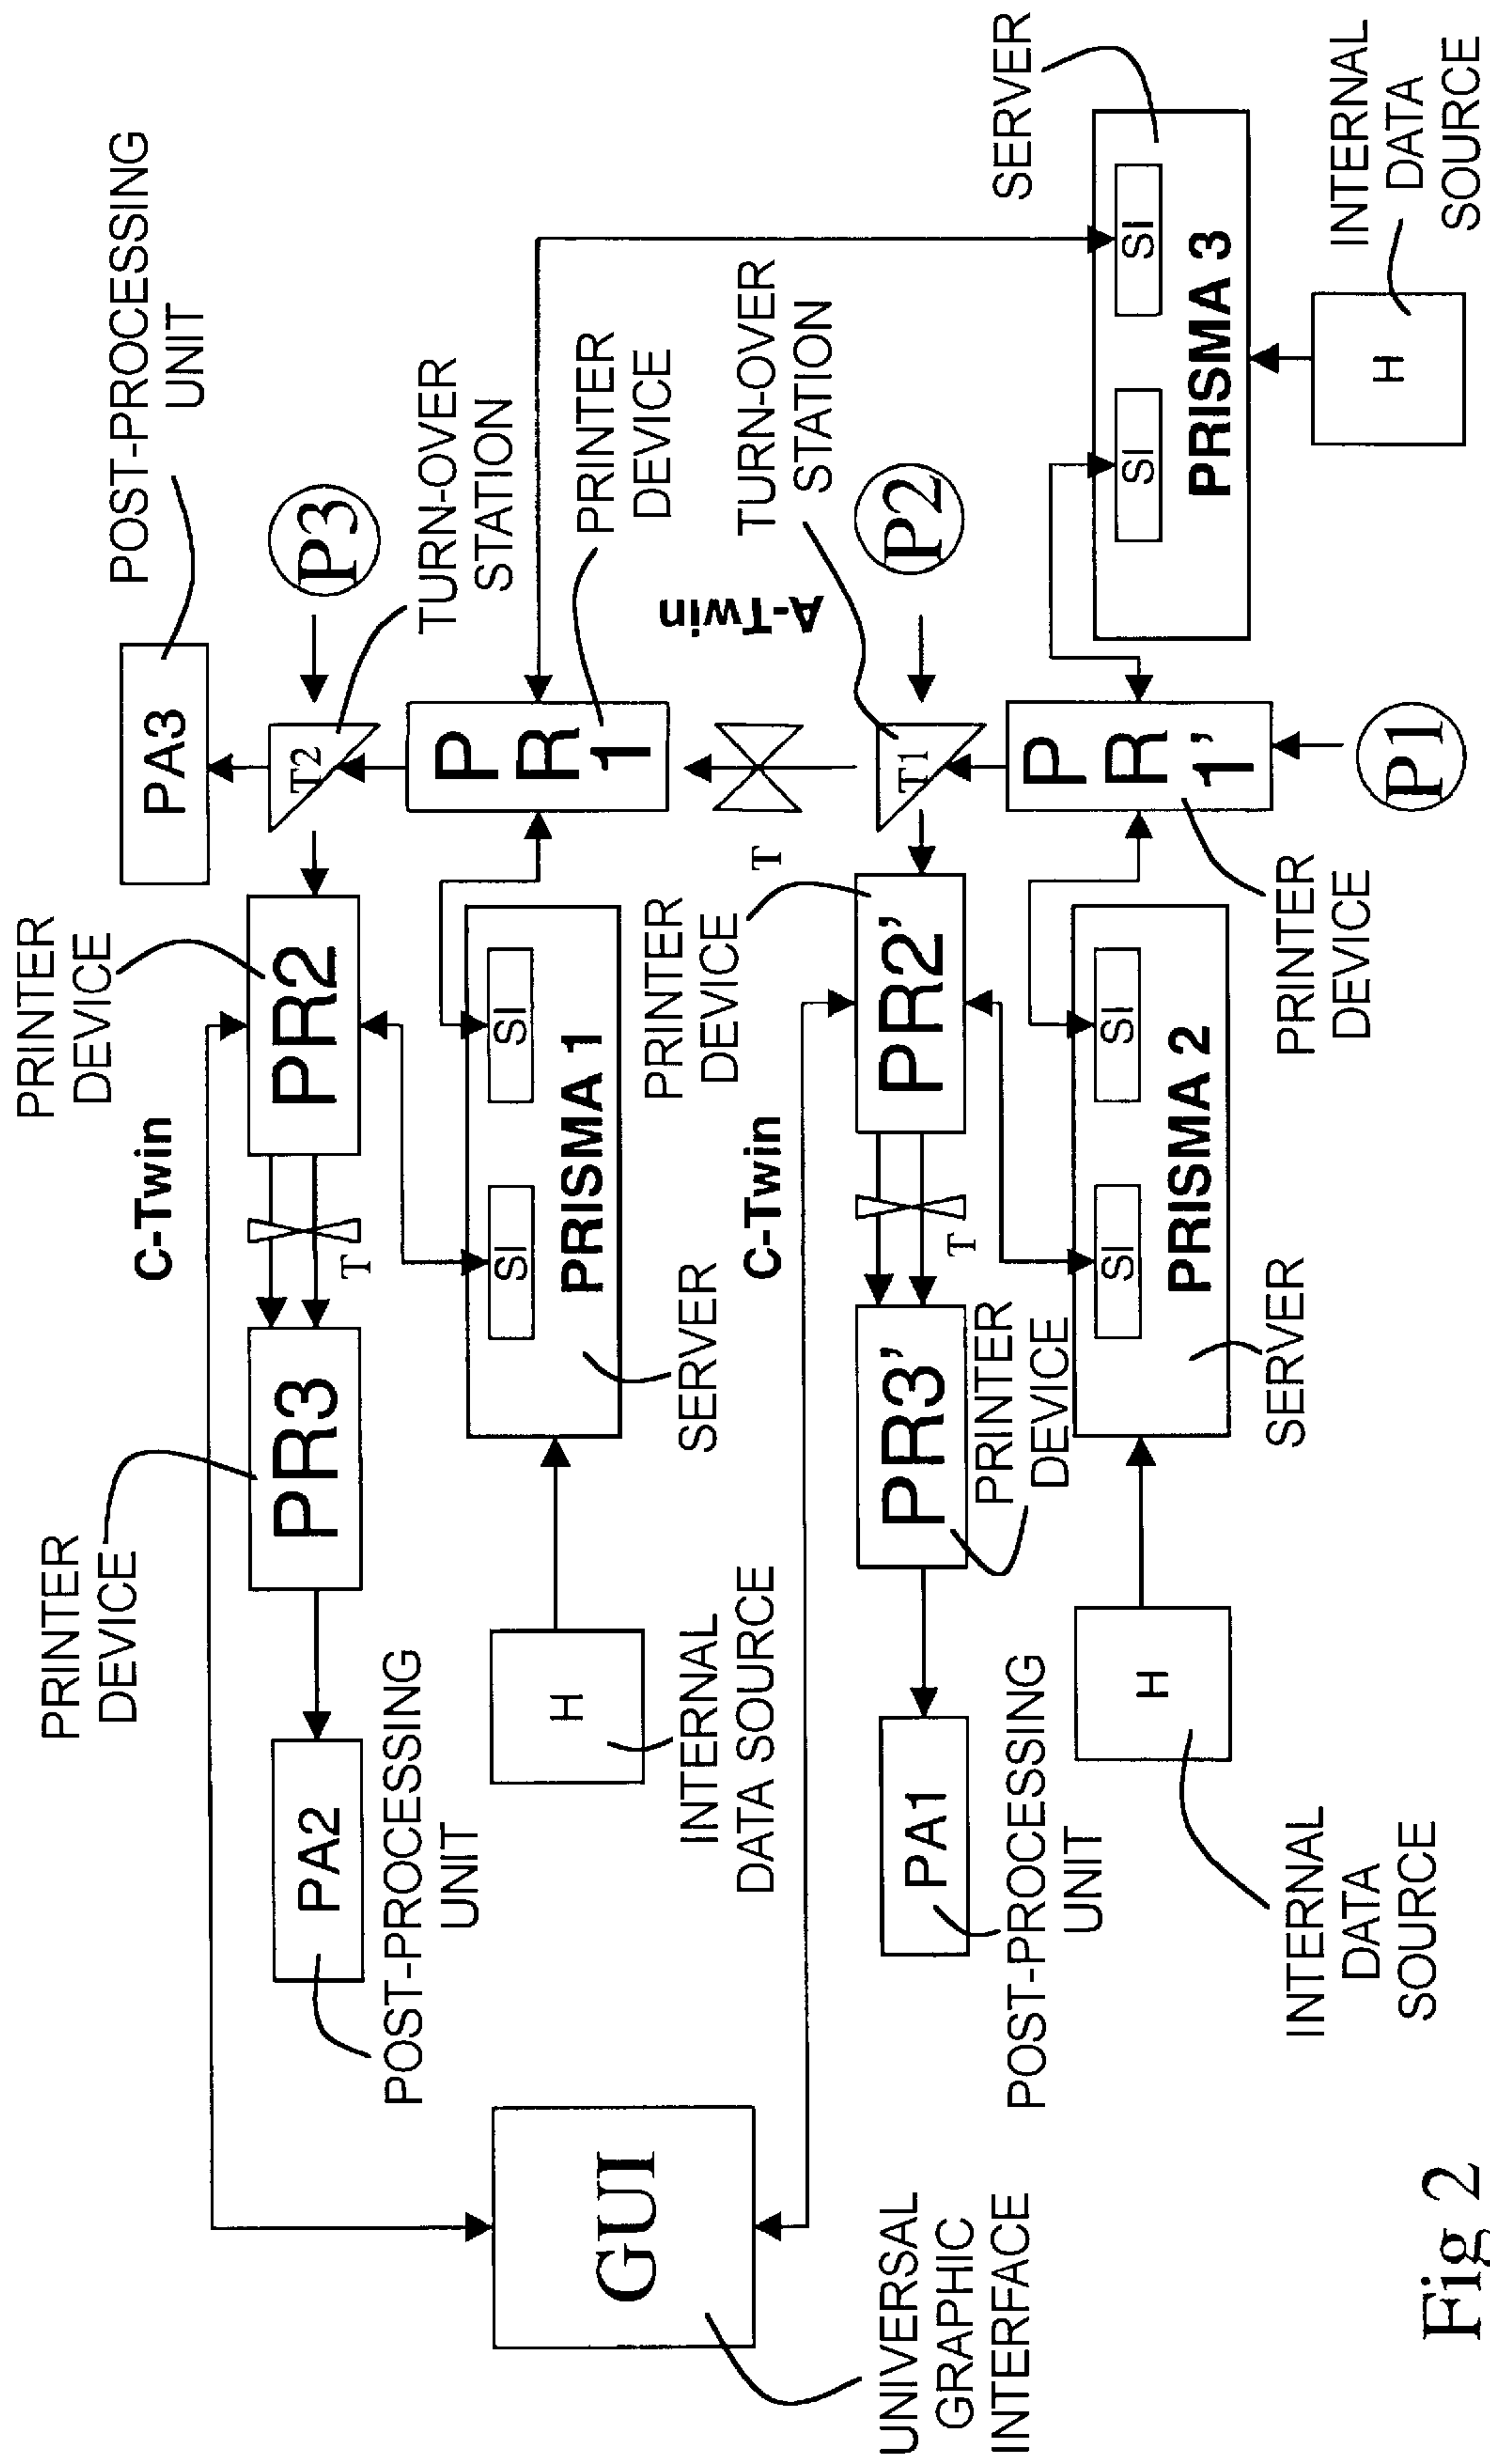 UNIVERSAL
GRAPHIC
INTERFACE
GUI
PRINTER
DEVICE
PR3
PA2
POST-PROCESSING
UNIT
C-Twin
T
PRINTER
DEVICE
PR2
POST-PROCESSING
UNIT
PA3
T2
P3
TURN-OVER
STATION
H
INTERNAL
DATA SOURCE
SI
SI
PRISMA 1
SERVER
P
R
1
PRINTER
DEVICE
A-Twin
T
TURN-OVER
STATION
PA1
POST-PROCESSING
UNIT
PR3'
PRINTER
DEVICE
C-Twin
T
PRINTER
DEVICE
PR2'
T1
P2
H
INTERNAL
DATA
SOURCE
SI
SI
PRISMA 2
SERVER
P
R
1'
PRINTER
DEVICE
P1
SERVER
SI
SI
PRISMA 3
H
INTERNAL
DATA
SOURCE
Fig 2